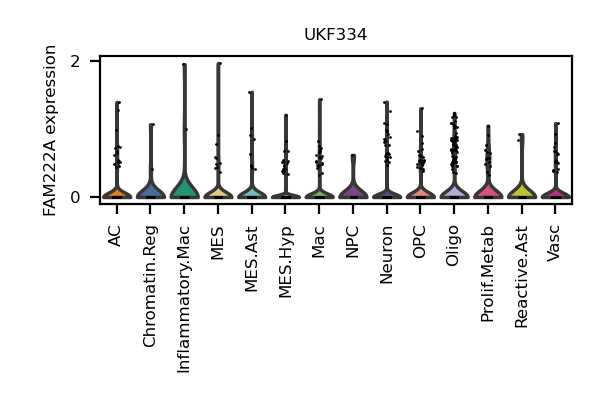 UKF334
FAM222A expression
2
0
AC
Chromatin.Reg
Inflammatory.Mac
MES
MES.Ast
MES.Hyp
Mac
NPC
Neuron
OPC
Oligo
Prolif.Metab
Reactive.Ast
Vasc